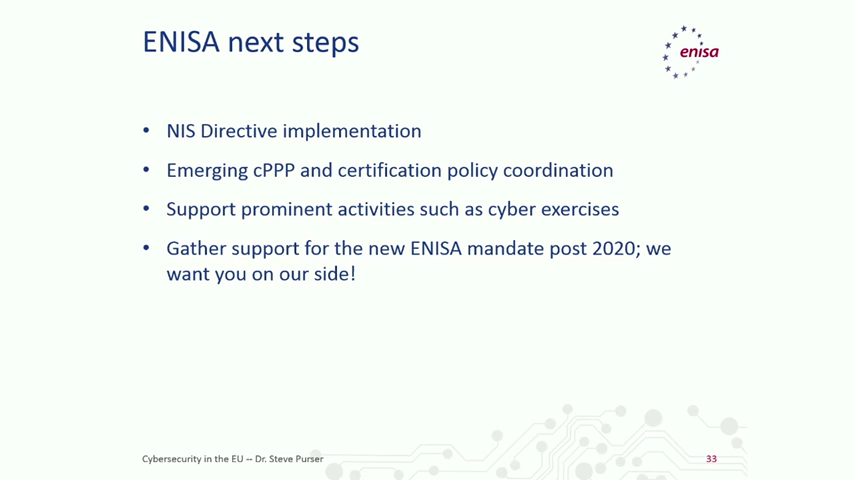 ENISA next steps
enisa
• NIS Directive implementation
• Emerging cPPP and certification policy coordination
• Support prominent activities such as cyber exercises
• Gather support for the new ENISA mandate post 2020; we
want you on our side!
Cybersecurity in the EU -- Dr. Steve Purser
33